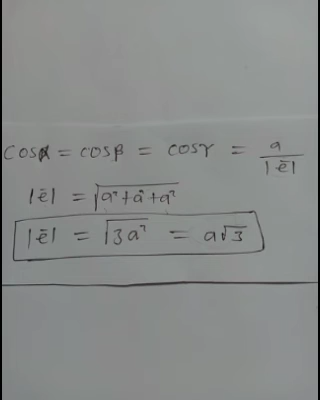 cosα = cosβ = cosγ = a/|ē|
|ē| = √(a²+a²+a²)
|ē| = √(3a²) = a√3